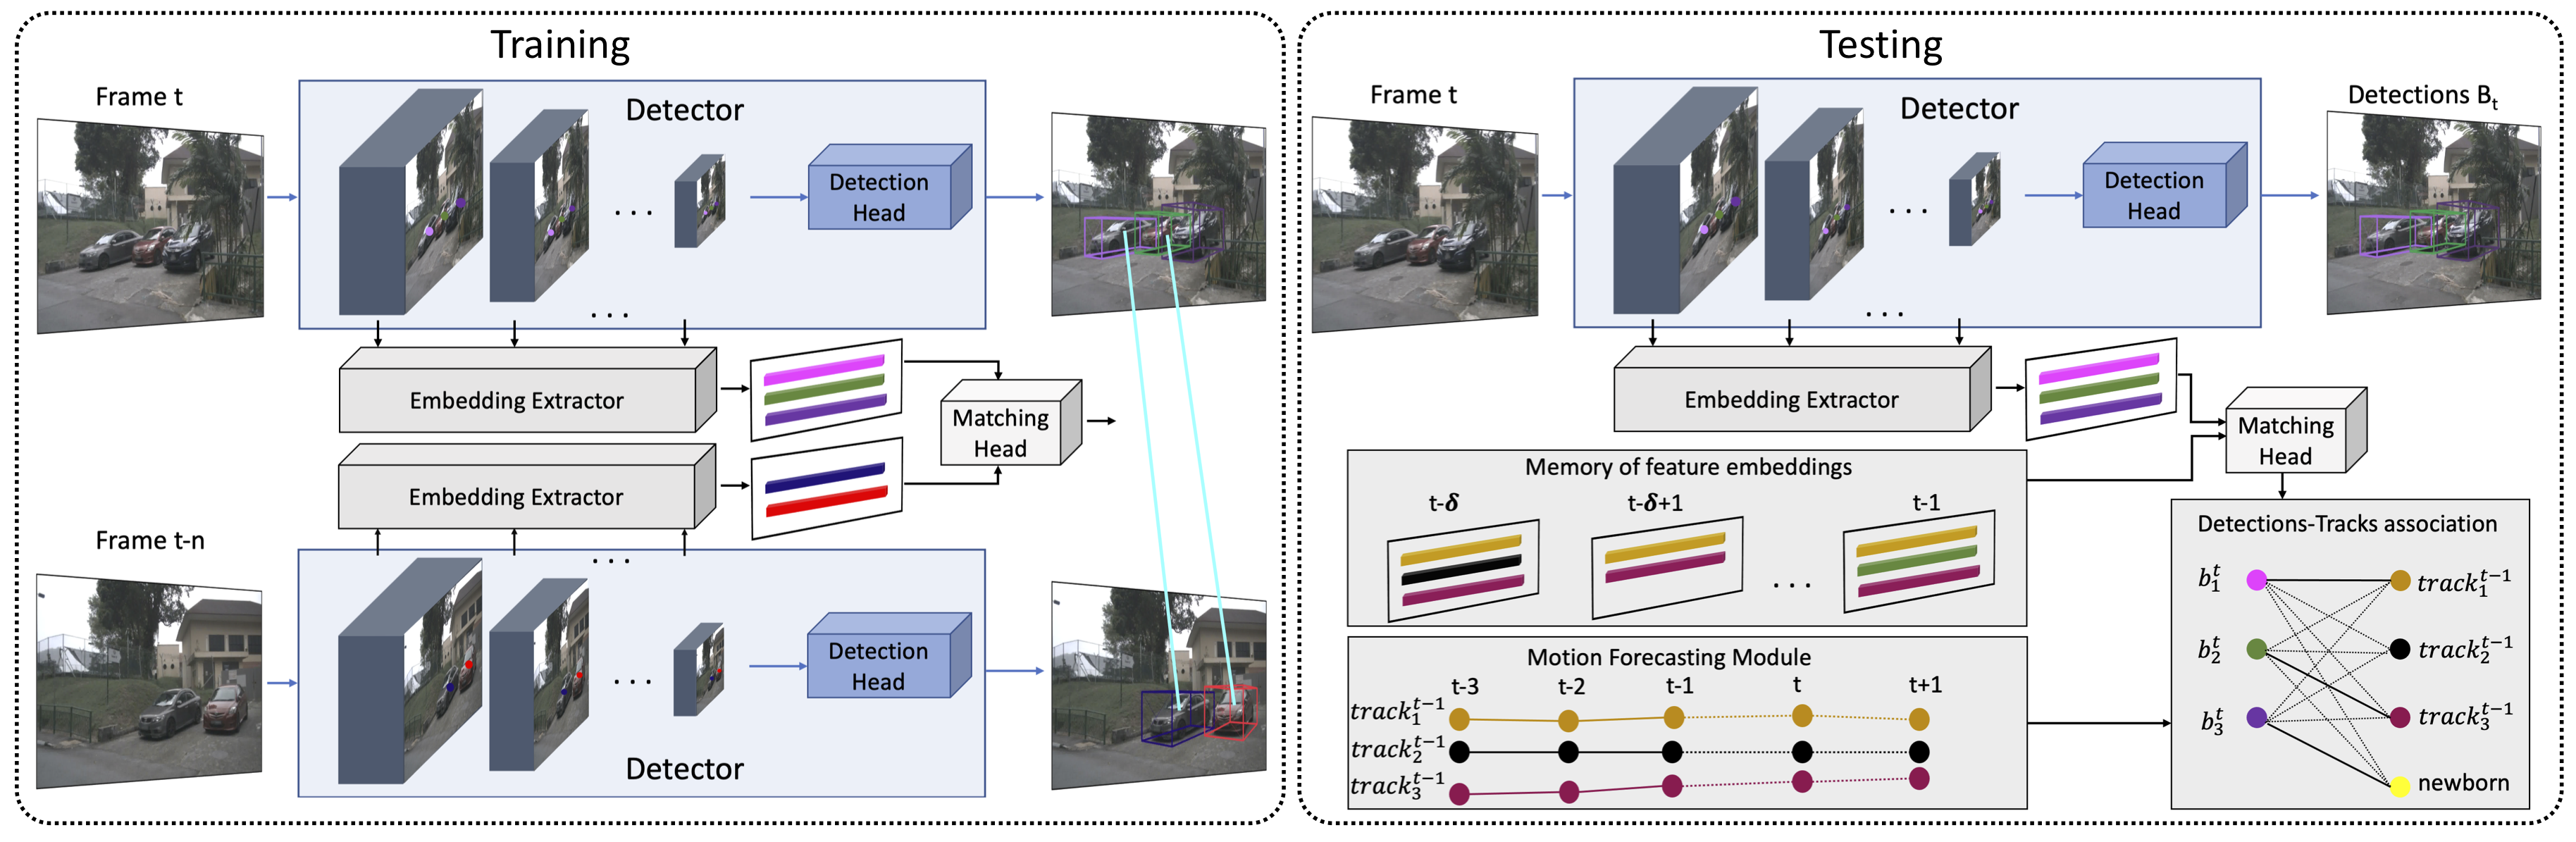 Training
Frame t
Detector
. . .
Detection
Head
. . .
Embedding Extractor
Matching
Head
Embedding Extractor
Frame t-n
. . .
. . .
Detection
Head
Detector
Testing
Frame t
Detector
. . .
Detection
Head
Detections B_t
. . .
Embedding Extractor
Matching
Head
Memory of feature embeddings
t-δ
t-δ+1
t-1
. . .
Motion Forecasting Module
t-3 t-2 t-1 t t+1
track_1^{t-1}
track_2^{t-1}
track_3^{t-1}
Detections-Tracks association
b_1^t track_1^{t-1}
b_2^t track_2^{t-1}
b_3^t track_3^{t-1}
newborn